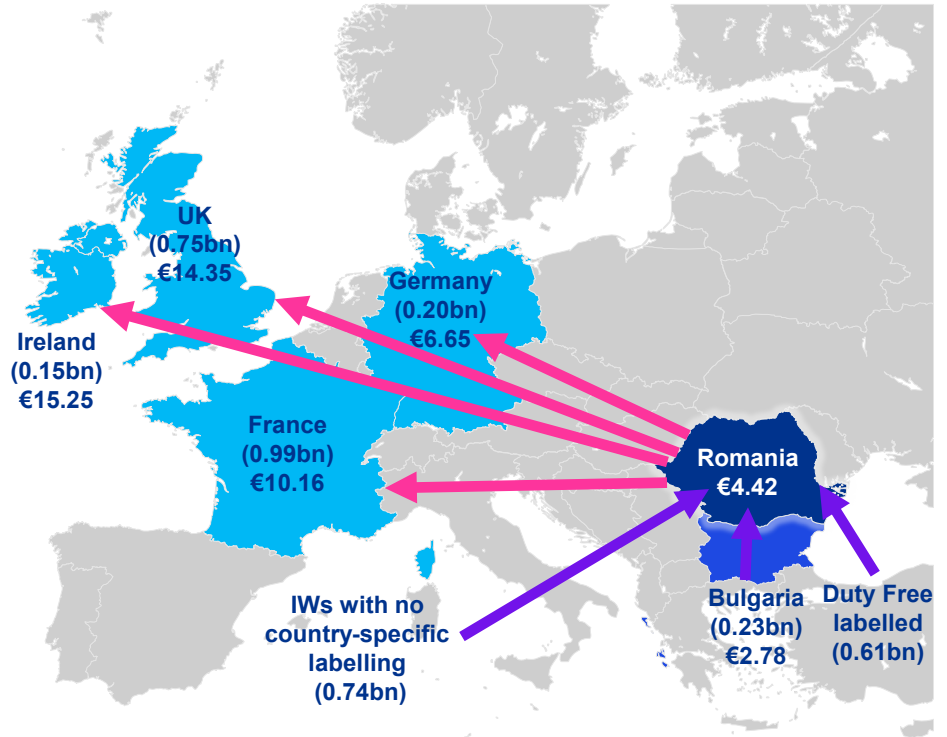 UK
(0.75bn)
€14.35
Germany
(0.20bn)
€6.65
Ireland
(0.15bn)
€15.25
France
(0.99bn)
€10.16
Romania
€4.42
IWs with no
country-specific
labelling
(0.74bn)
Bulgaria
(0.23bn)
€2.78
Duty Free
labelled
(0.61bn)